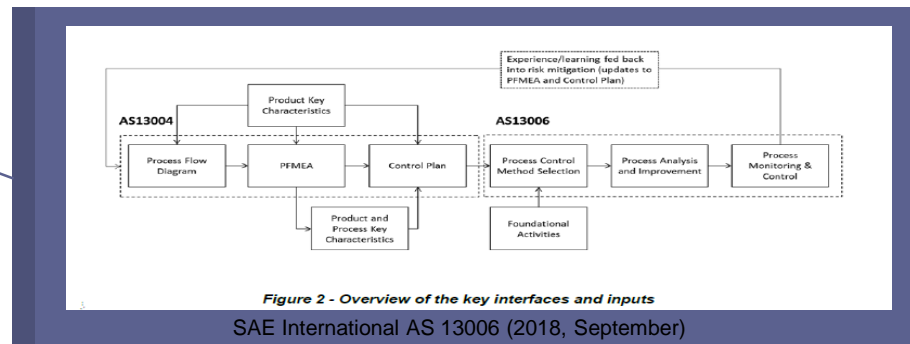 Experience/learning fed back
into risk mitigation (updates to
PFMEA and Control Plan)
Product Key
Characteristics
AS13004
AS13006
Process Flow
Diagram
PFMEA
Control Plan
Process Control
Method Selection
Process Analysis
and Improvement
Process
Monitoring &
Control
Product and
Process Key
Characteristics
Foundational
Activities
Figure 2 - Overview of the key interfaces and inputs
SAE International AS 13006 (2018, September)